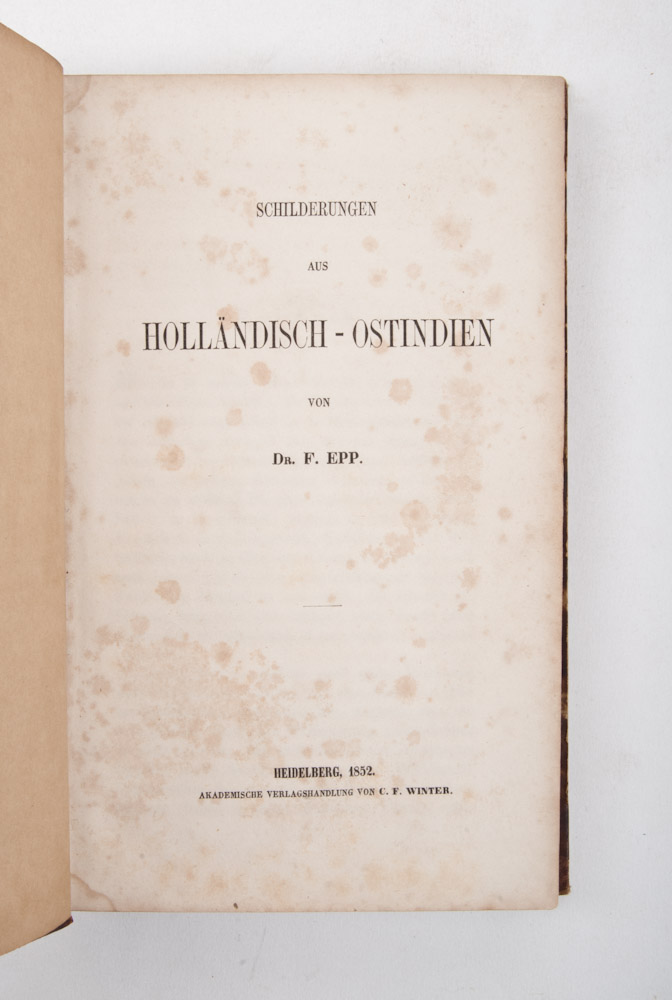 SCHILDERUNGEN
AUS
HOLLÄNDISCH - OSTINDIEN
VON
DR. F. EPP.
HEIDELBERG, 1852.
AKADEMISCHE VERLAGSHANDLUNG VON C. F. WINTER.